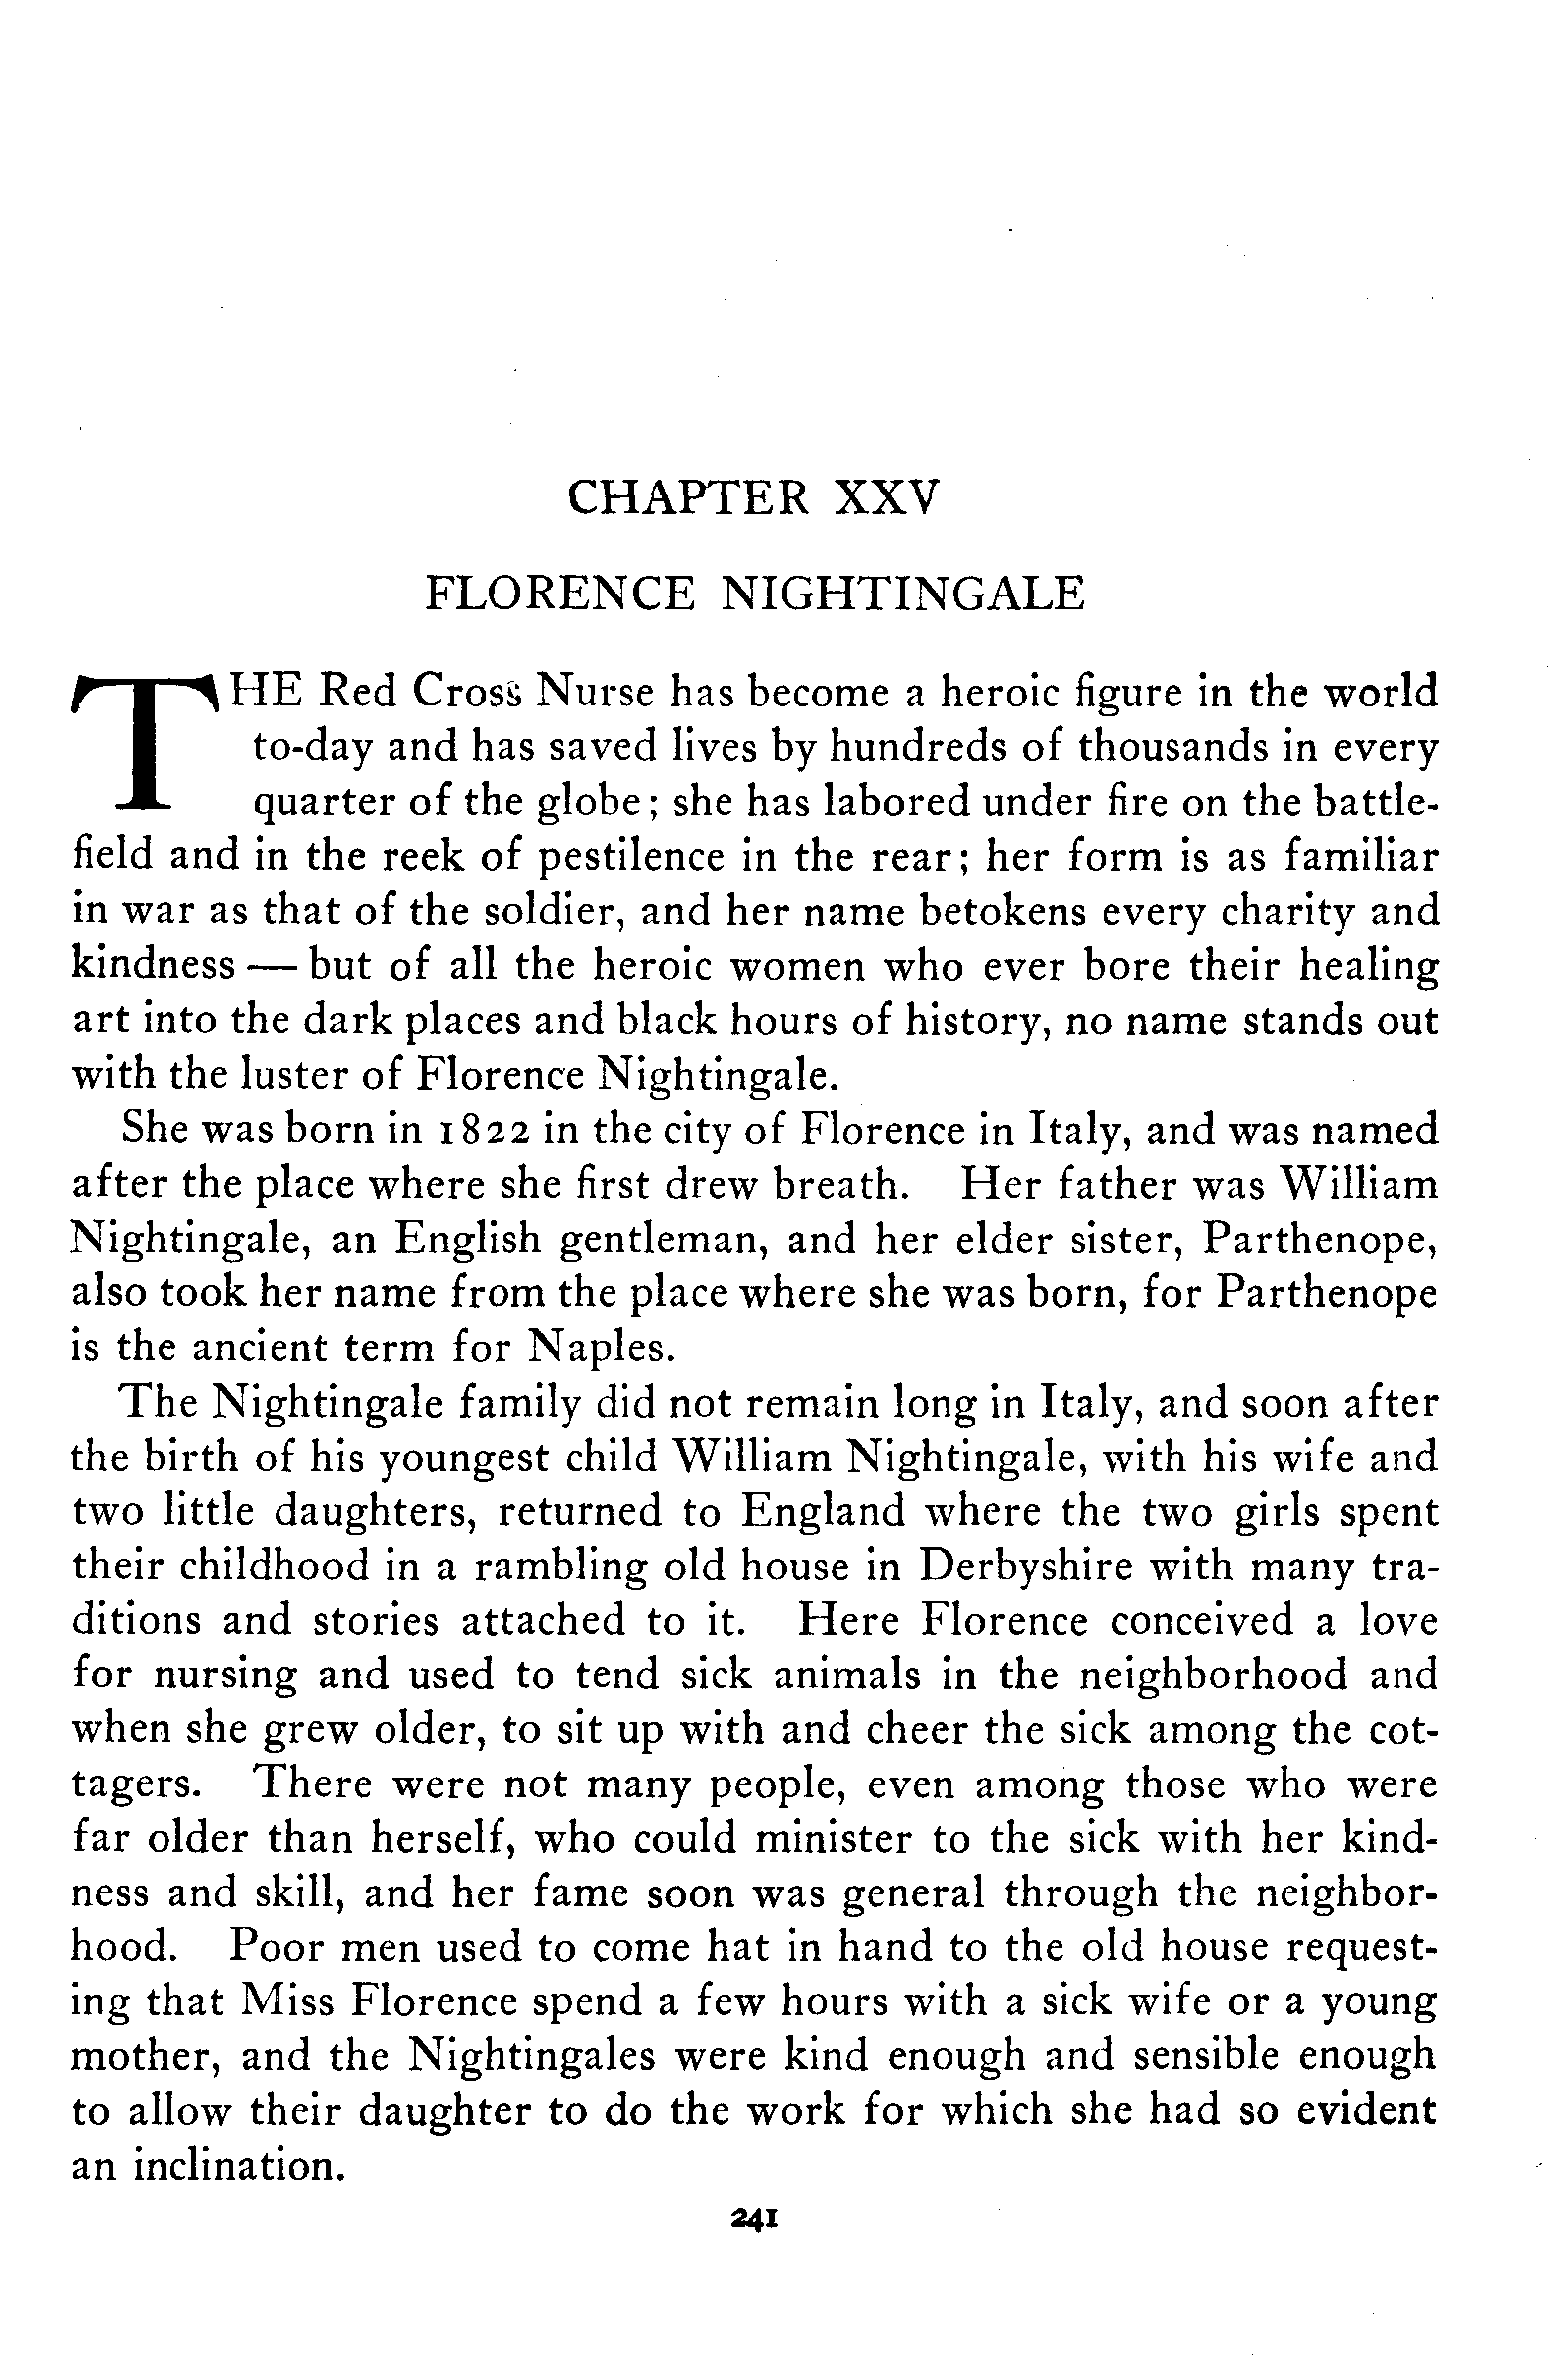 CHAPTER XXV
FLORENCE NIGHTINGALE
THE Red Cross Nurse has become a heroic figure in the world
to-day and has saved lives by hundreds of thousands in every
quarter of the globe; she has labored under fire on the battle-
field and in the reek of pestilence in the rear; her form is as familiar
in war as that of the soldier, and her name betokens every charity and
kindness — but of all the heroic women who ever bore their healing
art into the dark places and black hours of history, no name stands out
with the luster of Florence Nightingale.
She was born in 1822 in the city of Florence in Italy, and was named
after the place where she first drew breath. Her father was William
Nightingale, an English gentleman, and her elder sister, Parthenope,
also took her name from the place where she was born, for Parthenope
is the ancient term for Naples.
The Nightingale family did not remain long in Italy, and soon after
the birth of his youngest child William Nightingale, with his wife and
two little daughters, returned to England where the two girls spent
their childhood in a rambling old house in Derbyshire with many tra-
ditions and stories attached to it. Here Florence conceived a love
for nursing and used to tend sick animals in the neighborhood and
when she grew older, to sit up with and cheer the sick among the cot-
tagers. There were not many people, even among those who were
far older than herself, who could minister to the sick with her kind-
ness and skill, and her fame soon was general through the neighbor-
hood. Poor men used to come hat in hand to the old house request-
ing that Miss Florence spend a few hours with a sick wife or a young
mother, and the Nightingales were kind enough and sensible enough
to allow their daughter to do the work for which she had so evident
an inclination.
241